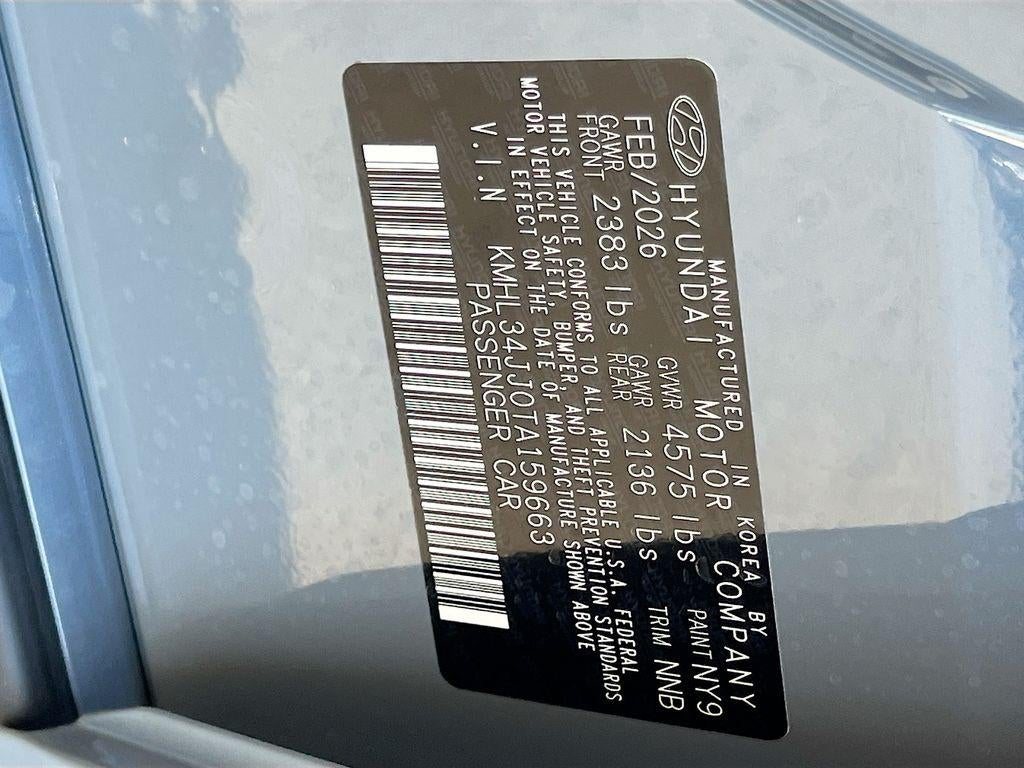 MANUFACTURED IN KOREA BY
HYUNDAI MOTOR COMPANY
FEB/2026 GVWR 4575 lbs PAINT NY9
GAWR FRONT 2383 lbs GAWR REAR 2136 lbs TRIM NNB
THIS VEHICLE CONFORMS TO ALL APPLICABLE U.S.A. FEDERAL
MOTOR VEHICLE SAFETY, BUMPER, AND THEFT PREVENTION STANDARDS
IN EFFECT ON THE DATE OF MANUFACTURE SHOWN ABOVE
V.I.N KMHL34JJ0TA159663
PASSENGER CAR